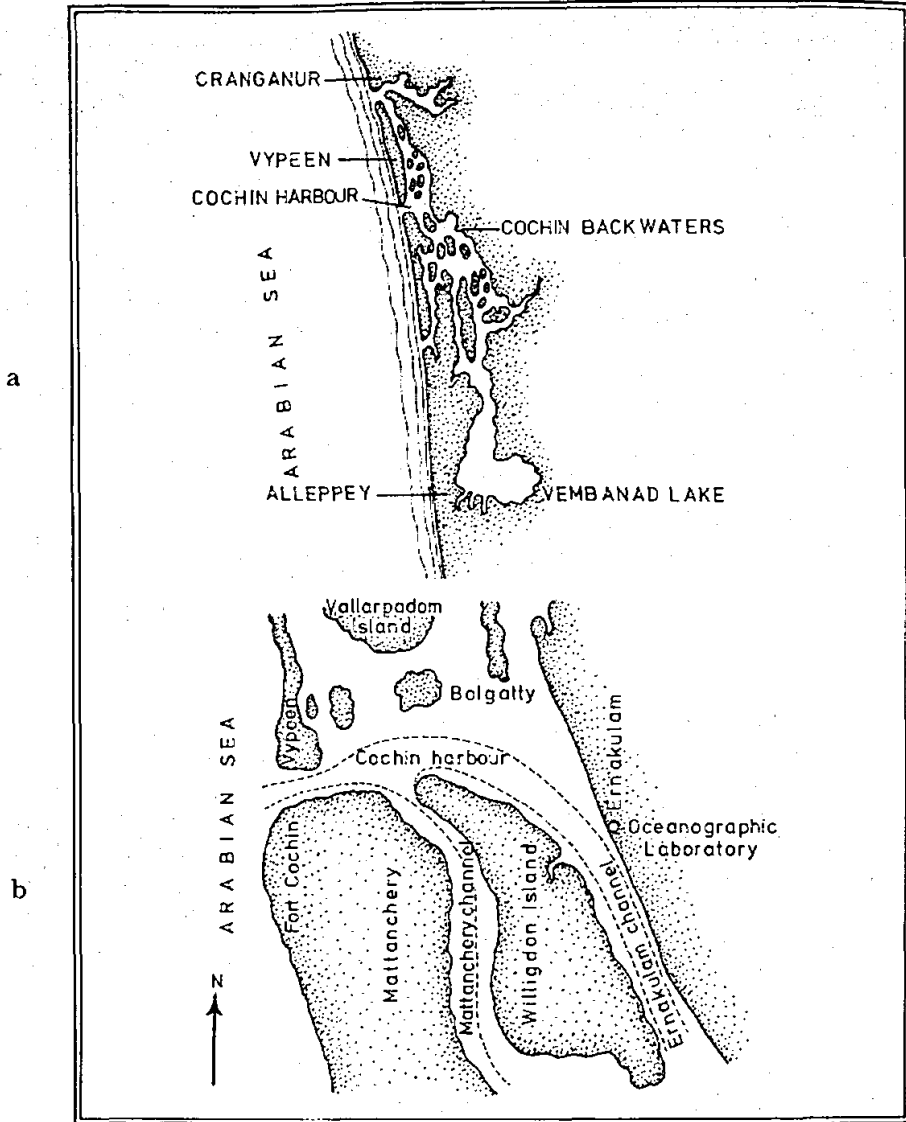 CRANGANUR
VYPEEN
COCHIN HARBOUR
COCHIN BACKWATERS
ARABIAN SEA
a
ALLEPPEY
VEMBANAD LAKE
Vallarpadom
sland
Bolgatty
Vypeen
Cochin harbour
ARABIAN SEA
Ernakulam
Oceanographic
Laboratory
b
Fort Cochin
Mattanchery
Mattanchery channel
Willigdon Island
Ernakulam channel
N